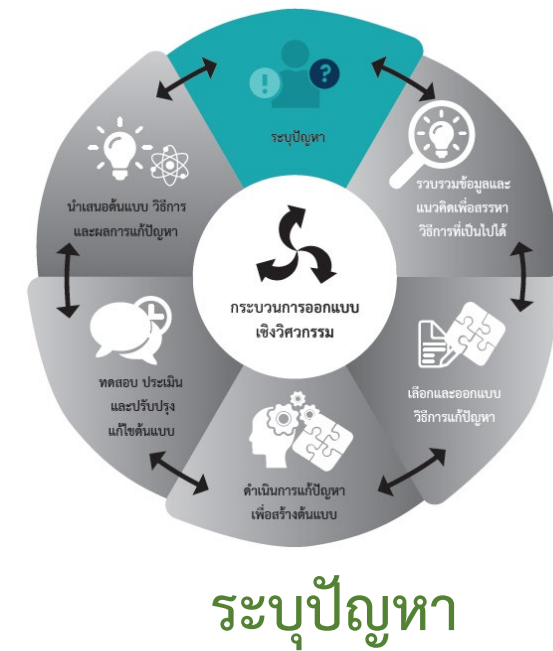 ระบุปัญหา
รวบรวมข้อมูลและ
แนวคิดเพื่อสรรหา
วิธีการที่เป็นไปได้
เลือกและออกแบบ
วิธีการแก้ปัญหา
ดำเนินการแก้ปัญหา
เพื่อสร้างต้นแบบ
ทดสอบ ประเมิน
และปรับปรุง
แก้ไขต้นแบบ
นำเสนอต้นแบบ วิธีการ
และผลการแก้ปัญหา
กระบวนการออกแบบ
เชิงวิศวกรรม
ระบุปัญหา